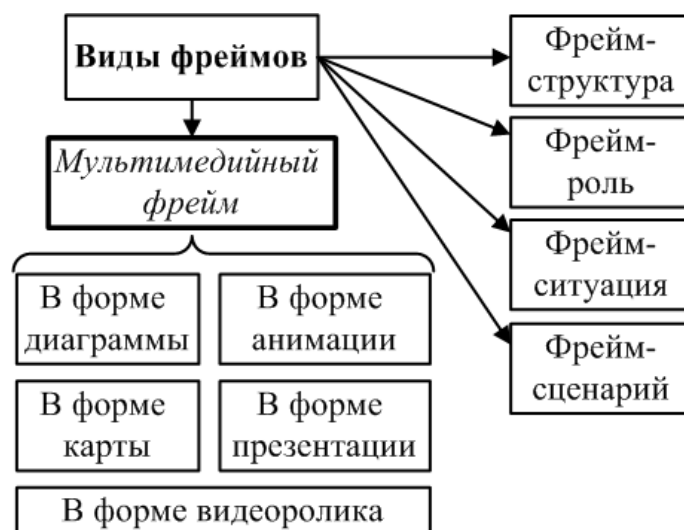 Виды фреймов
Мультимедийный
фрейм
В форме
диаграммы
В форме
анимации
В форме
карты
В форме
презентации
В форме видеоролика
Фрейм-
структура
Фрейм-
роль
Фрейм-
ситуация
Фрейм-
сценарий